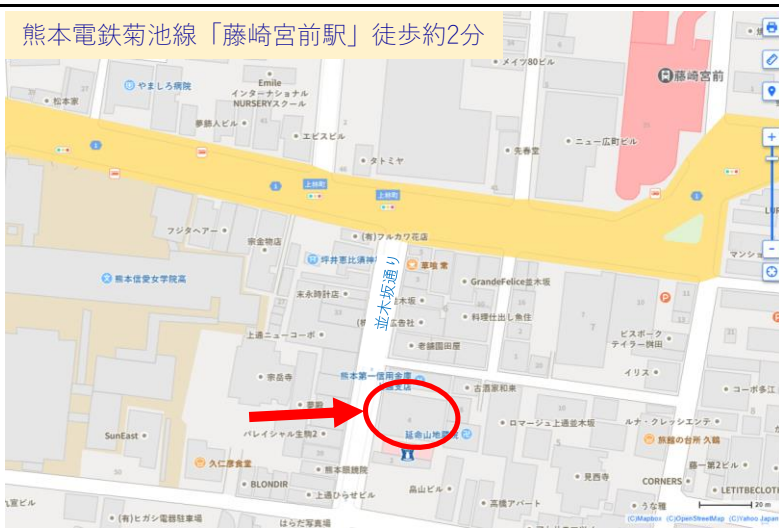 熊本電鉄菊池線「藤崎宮前駅」徒歩約2分
メイツ80ビル
藤崎宮前
やましろ病院
Emile
インターナショナル
NURSERYスクール
松本家
夢勝人ビル
エビスビル
ニュー広町ビル
先春堂
タトミヤ
上林町
上林町
フジタヘアー
宗金物店
(有)フルカワ花店
坪井恵比須神
草喰 常
マンショ
熊本信愛女学院高
GrandeFelice並木坂
末永時計店
並木坂通り
木坂
料理仕出し魚住
上通ニューコーポ
広告社
ビスポーク
テイラー桝田
老舗園田屋
イリス
宗岳寺
熊本第一信用金庫
古酒家和東
コーポ多江
ロマージュ上通並木坂
ルナ・クレッシェンテ
SunEast
パレイシャル生駒2
延命山地蔵院
旅館の台所 久鶴
久仁彦食堂
熊本眼鏡院
見西寺
藤一第2ビル
CORNERS
BLONDIR
上通ひらせビル
畠山ビル
LETITBECLOTH
高橋アパート
うな雅
20 m
(有)ヒガシ電器駐車場
はらだ写真場
(C)Mapbox (C)OpenStreetMap (C)Yahoo Japan